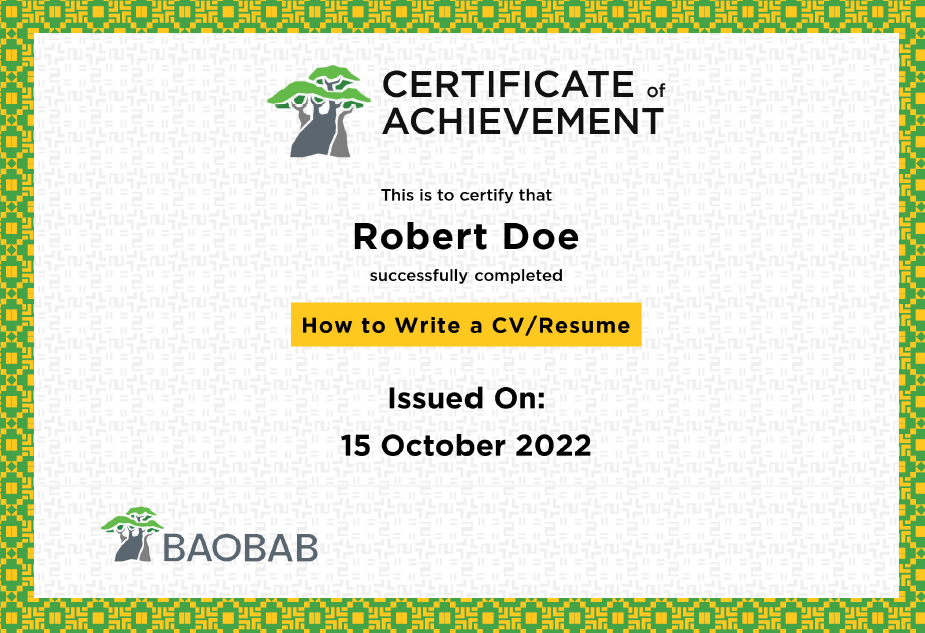 CERTIFICATE of
ACHIEVEMENT
This is to certify that
Robert Doe
successfully completed
How to Write a CV/Resume
Issued On:
15 October 2022
BAOBAB